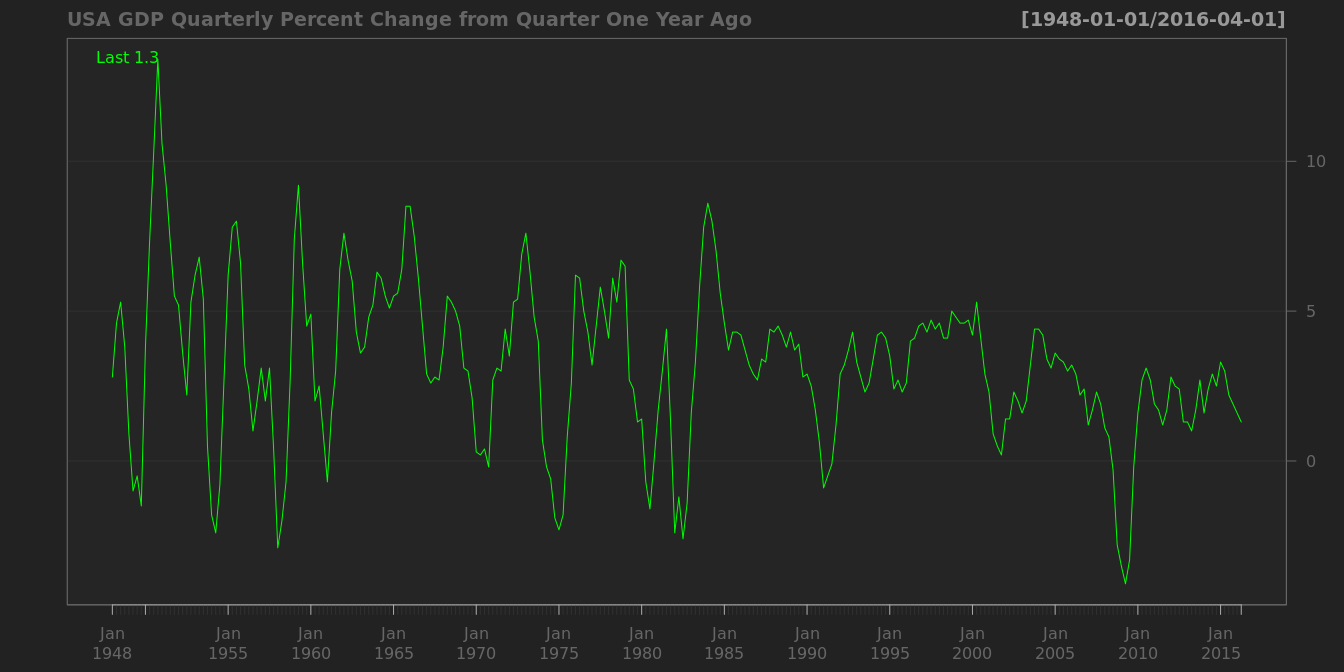 USA GDP Quarterly Percent Change from Quarter One Year Ago [1948-01-01/2016-04-01]
Last 1.3
10
5
0
Jan Jan Jan Jan Jan Jan Jan Jan Jan Jan Jan Jan Jan Jan
1948 1955 1960 1965 1970 1975 1980 1985 1990 1995 2000 2005 2010 2015